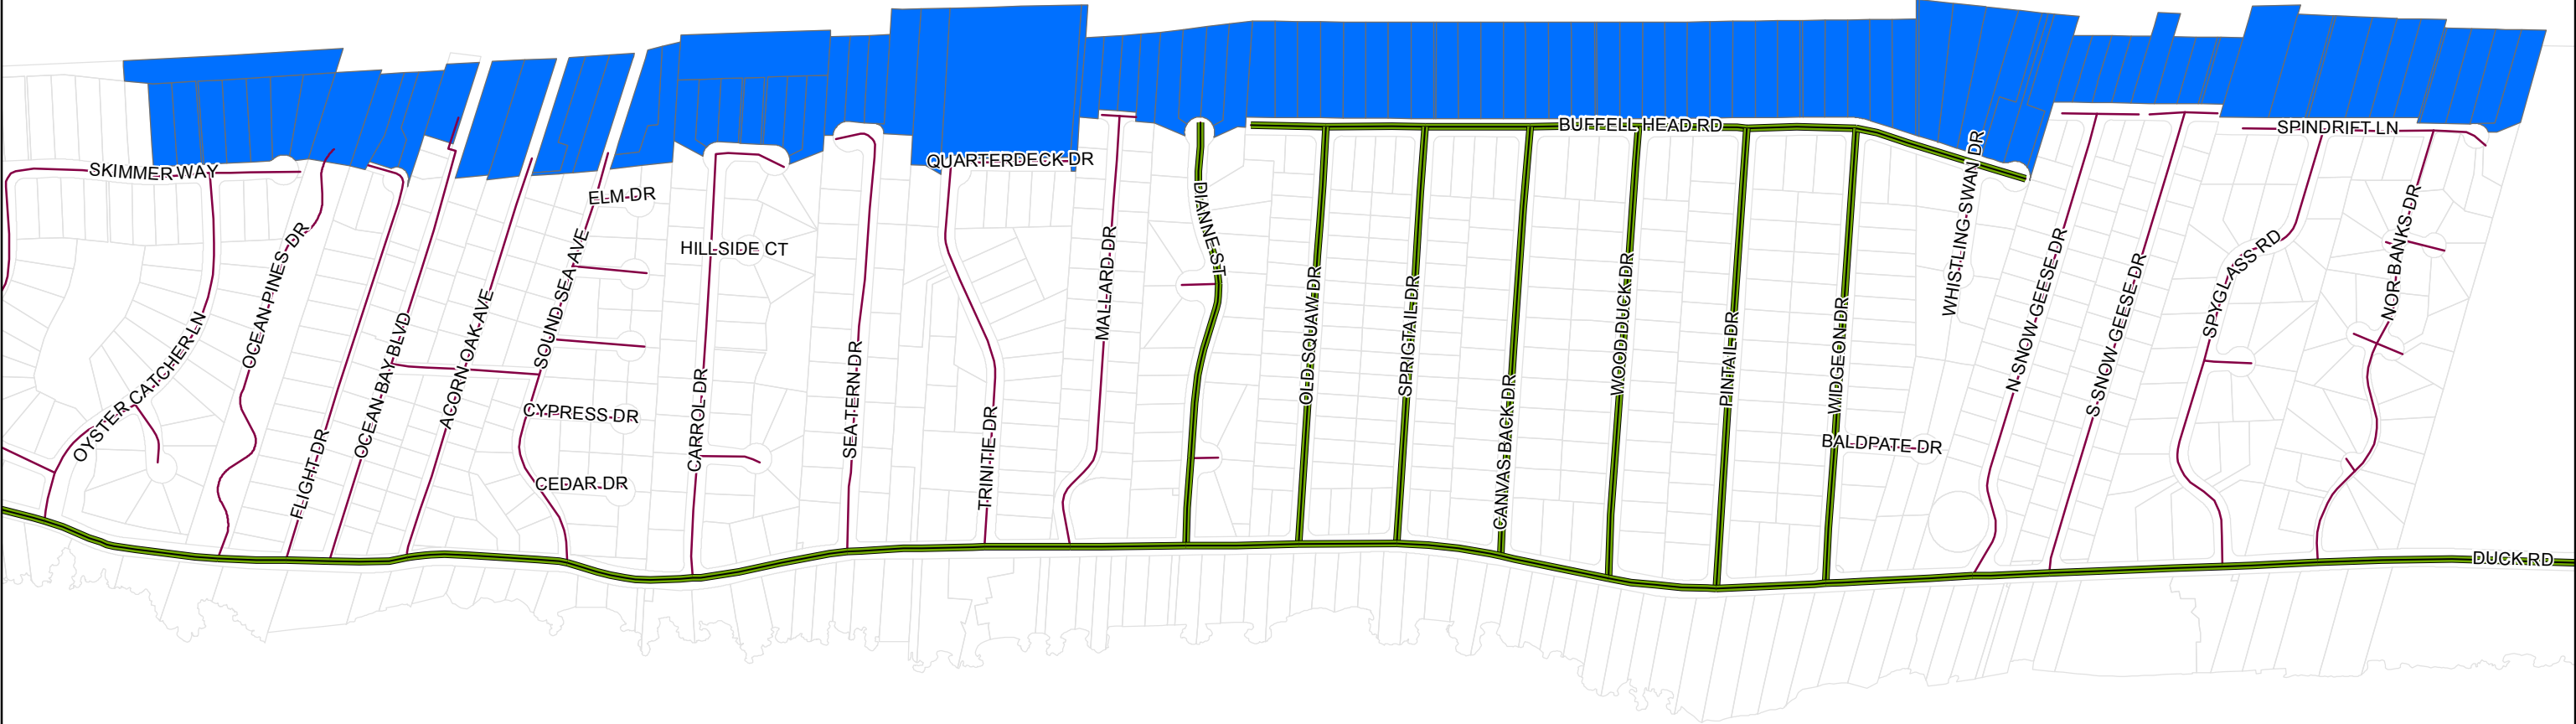 BUFFELL HEAD RD
SPINDRIFT LN
QUARTERDECK DR
SKIMMER WAY
ELM DR
WHISTLING SWAN DR
DIANNE ST
HILLSIDE CT
NOR-BANKS DR
OCEAN PINES DR
SOUND SEA AVE
MALLARD DR
SPYGLASS RD
N SNOW GEESE DR
S SNOW GEESE DR
OYSTER CATCHER LN
OCEAN BAY BLVD
ACORN OAK AVE
OLD SQUAW DR
SPRIGTAIL DR
WOOD DUCK DR
PINTAIL DR
WIDGEON DR
SEA TERN DR
CARROL DR
CYPRESS DR
CANVAS BACK DR
TRINITIE DR
FLIGHT DR
BALDPATE DR
CEDAR DR
DUCK RD